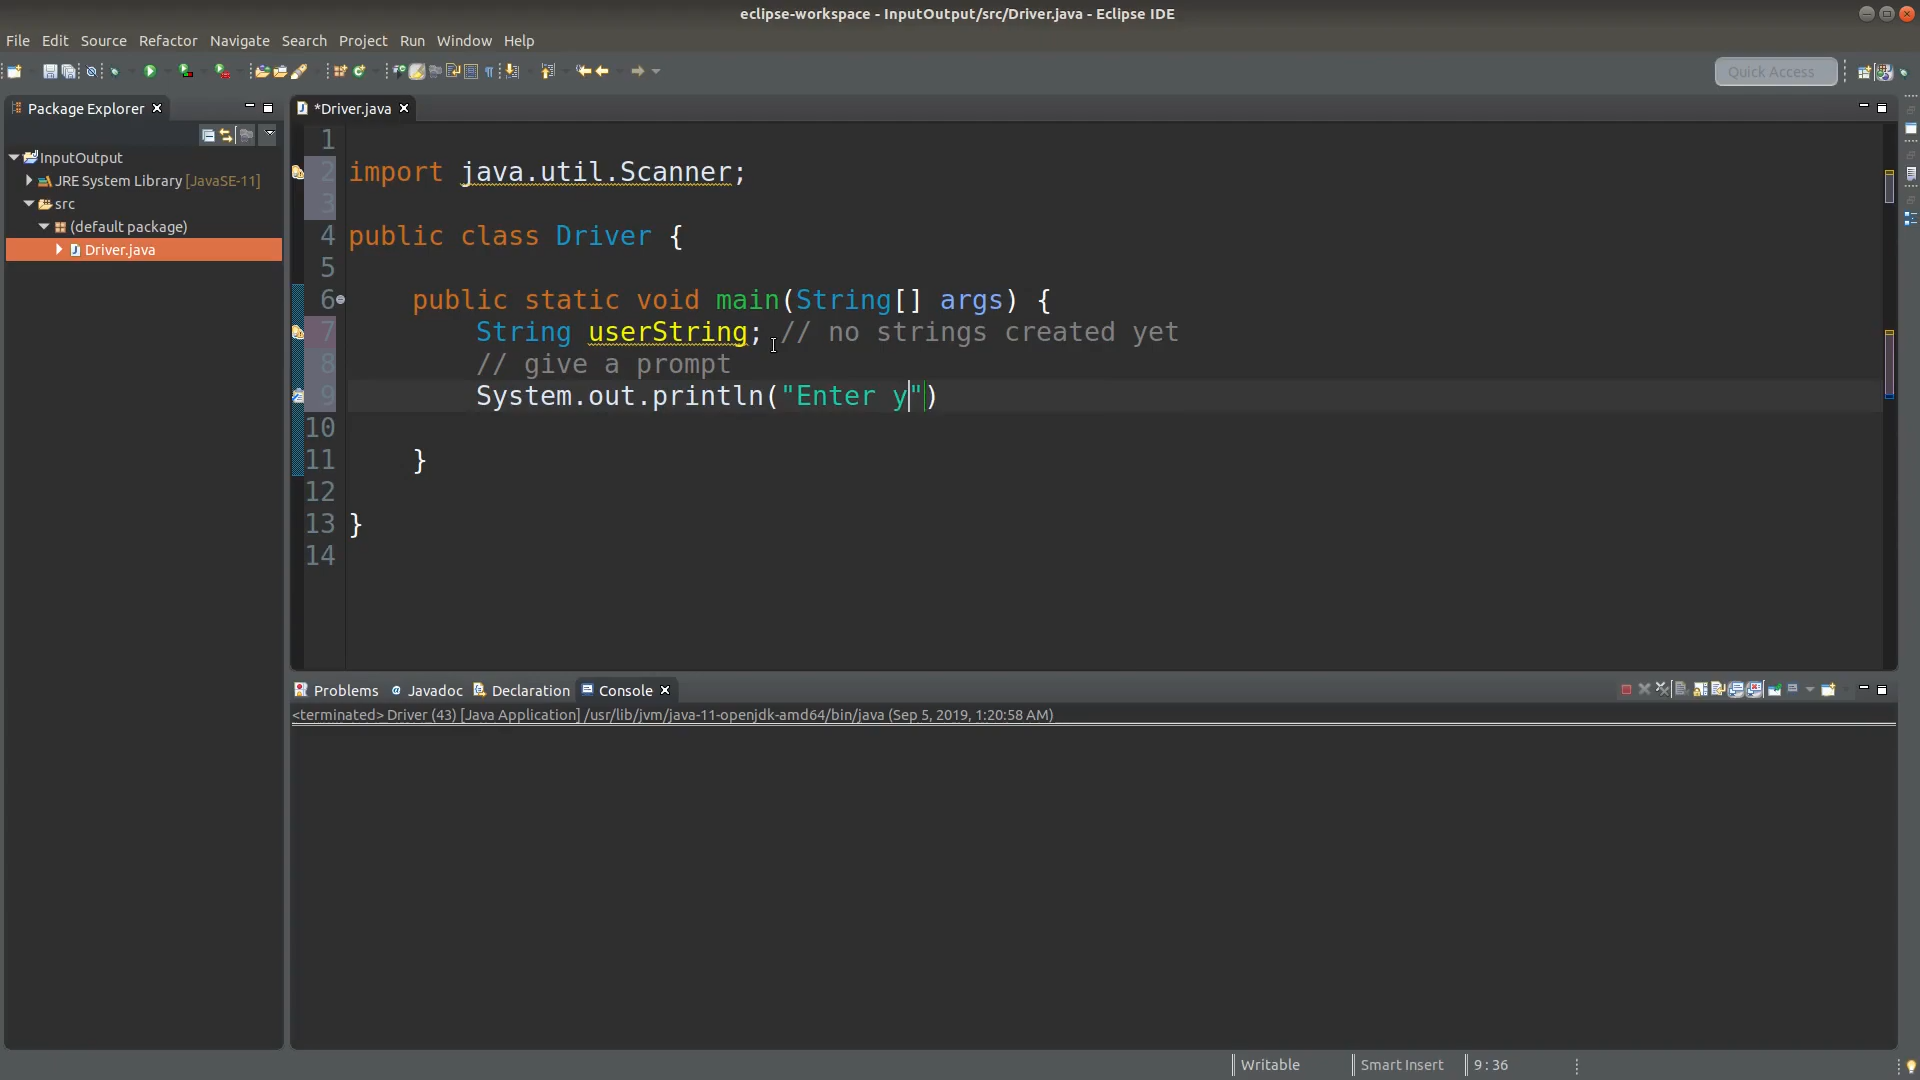 eclipse-workspace - InputOutput/src/Driver.java - Eclipse IDE
File Edit Source Refactor Navigate Search Project Run Window Help
Quick Access
Package Explorer
InputOutput
JRE System Library [JavaSE-11]
src
(default package)
Driver.java
*Driver.java
1
2 import java.util.Scanner;
3
4 public class Driver {
5
6 public static void main(String[] args) {
7 String userString; // no strings created yet
8 // give a prompt
9 System.out.println("Enter y")
10
11 }
12
13 }
14
Problems Javadoc Declaration Console
<terminated> Driver (43) [Java Application] /usr/lib/jvm/java-11-openjdk-amd64/bin/java (Sep 5, 2019, 1:20:58 AM)
Writable Smart Insert 9 : 36